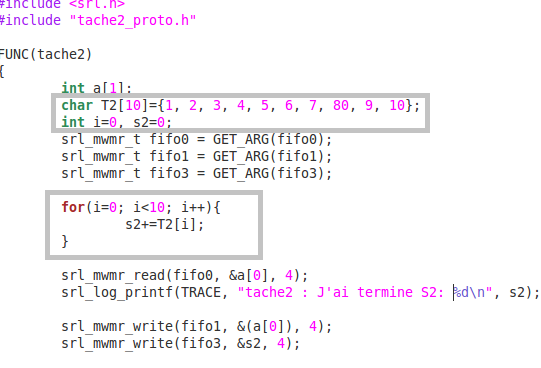 #include <srl.h>
#include "tache2_proto.h"
FUNC(tache2)
{
int a[1];
char T2[10]={1, 2, 3, 4, 5, 6, 7, 80, 9, 10};
int i=0, s2=0;
srl_mwmr_t fifo0 = GET_ARG(fifo0);
srl_mwmr_t fifo1 = GET_ARG(fifo1);
srl_mwmr_t fifo3 = GET_ARG(fifo3);
for(i=0; i<10; i++){
s2+=T2[i];
}
srl_mwmr_read(fifo0, &a[0], 4);
srl_log_printf(TRACE, "tache2 : J'ai termine S2: %d\n", s2);
srl_mwmr_write(fifo1, &(a[0]), 4);
srl_mwmr_write(fifo3, &s2, 4);